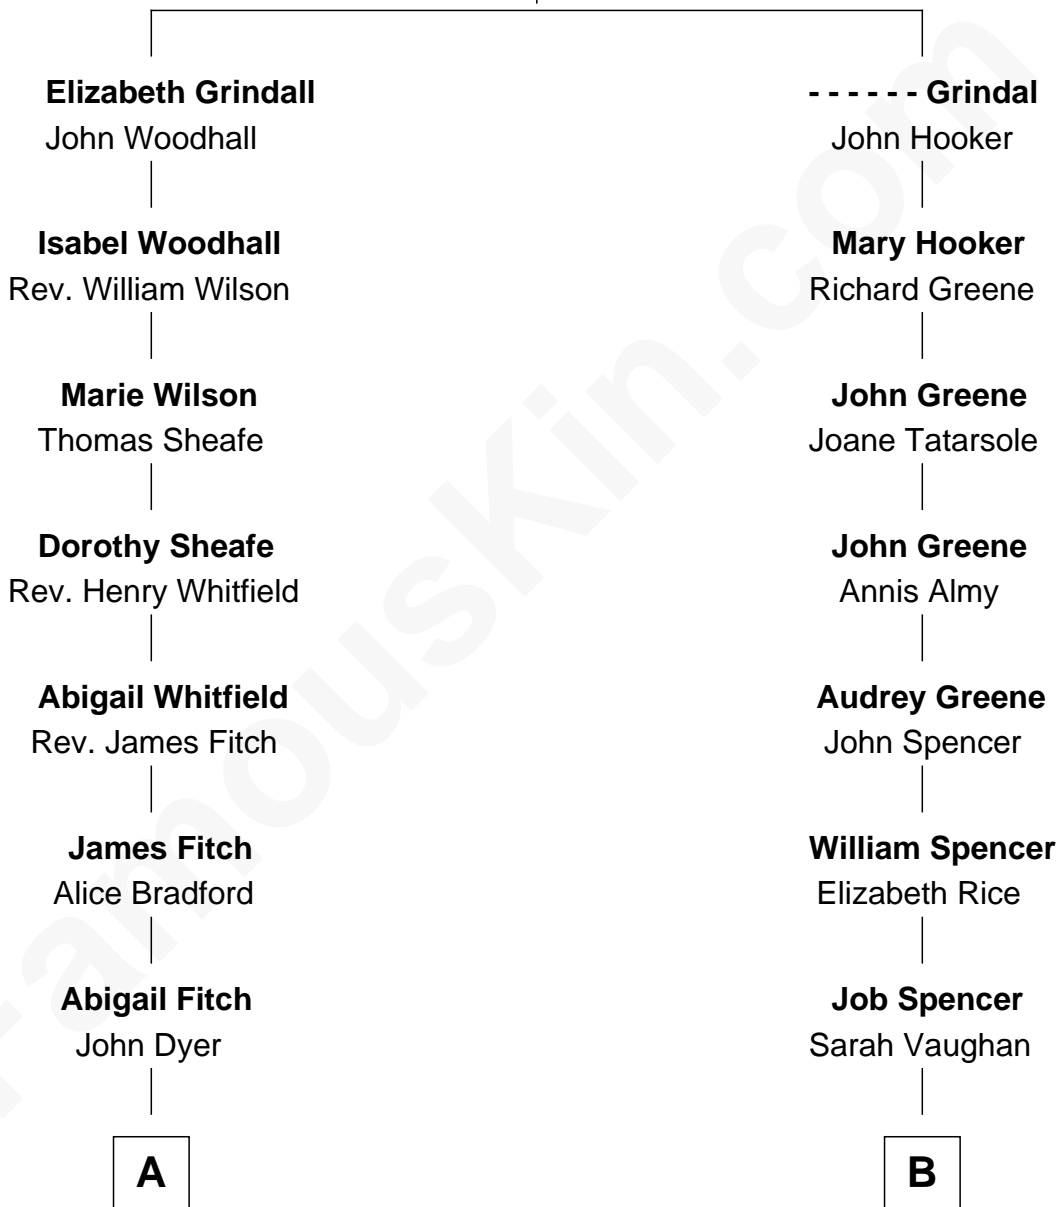 Elizabeth Grindall
John Woodhall
Isabel Woodhall
Rev. William Wilson
Marie Wilson
Thomas Sheafe
Dorothy Sheafe
Rev. Henry Whitfield
Abigail Whitfield
Rev. James Fitch
James Fitch
Alice Bradford
Abigail Fitch
John Dyer
A
- - - - - - Grindal
John Hooker
Mary Hooker
Richard Greene
John Greene
Joane Tatarsole
John Greene
Annis Almy
Audrey Greene
John Spencer
William Spencer
Elizabeth Rice
Job Spencer
Sarah Vaughan
B
FamousKin.com